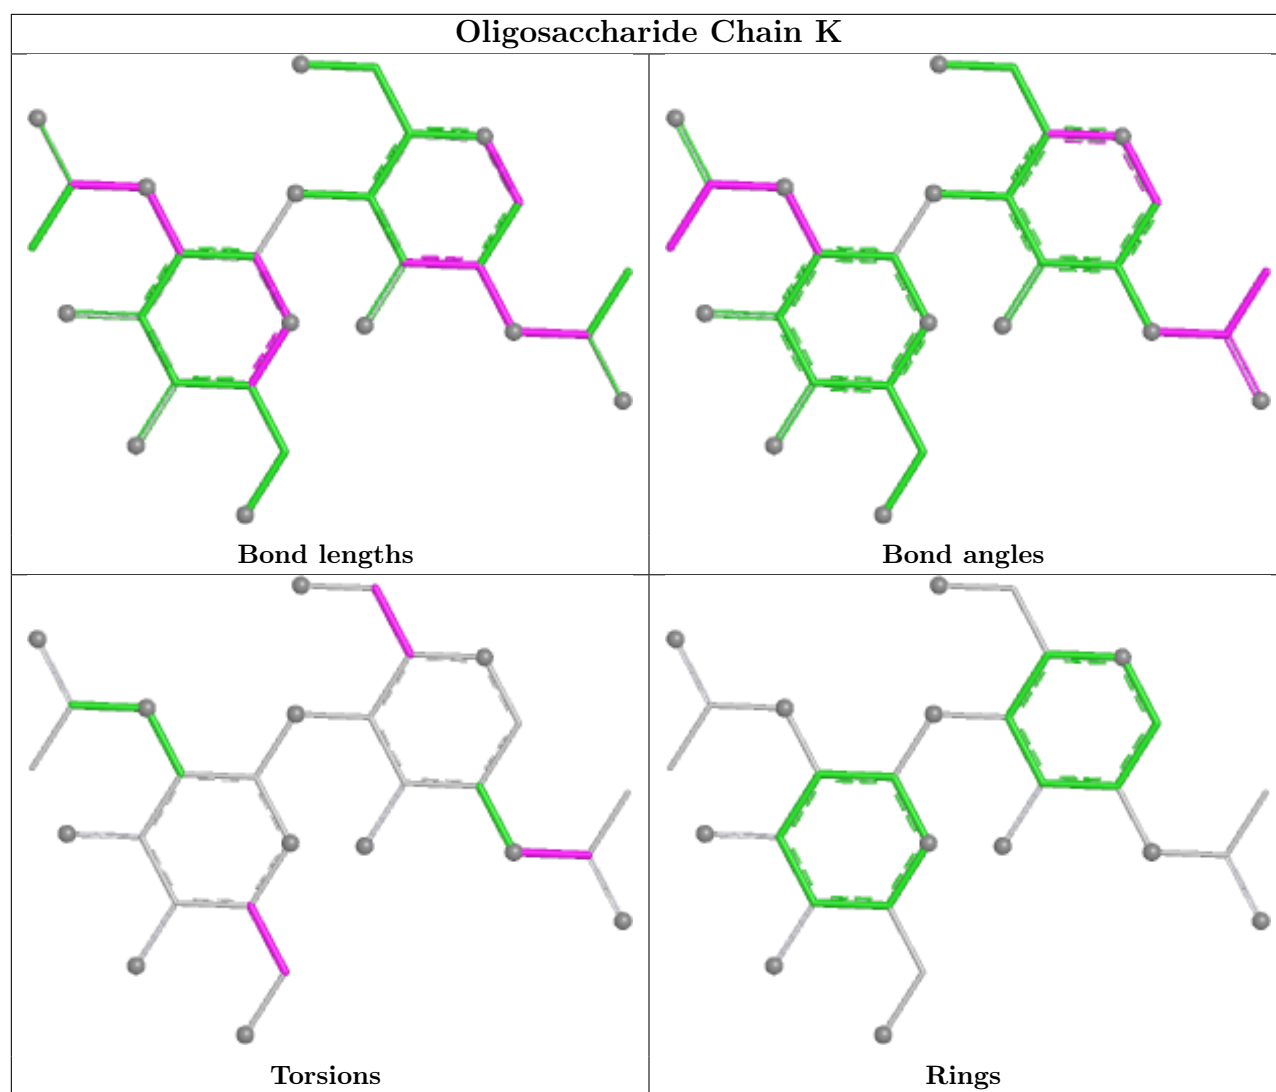 Oligosaccharide Chain K
Bond lengths
Bond angles
Torsions
Rings